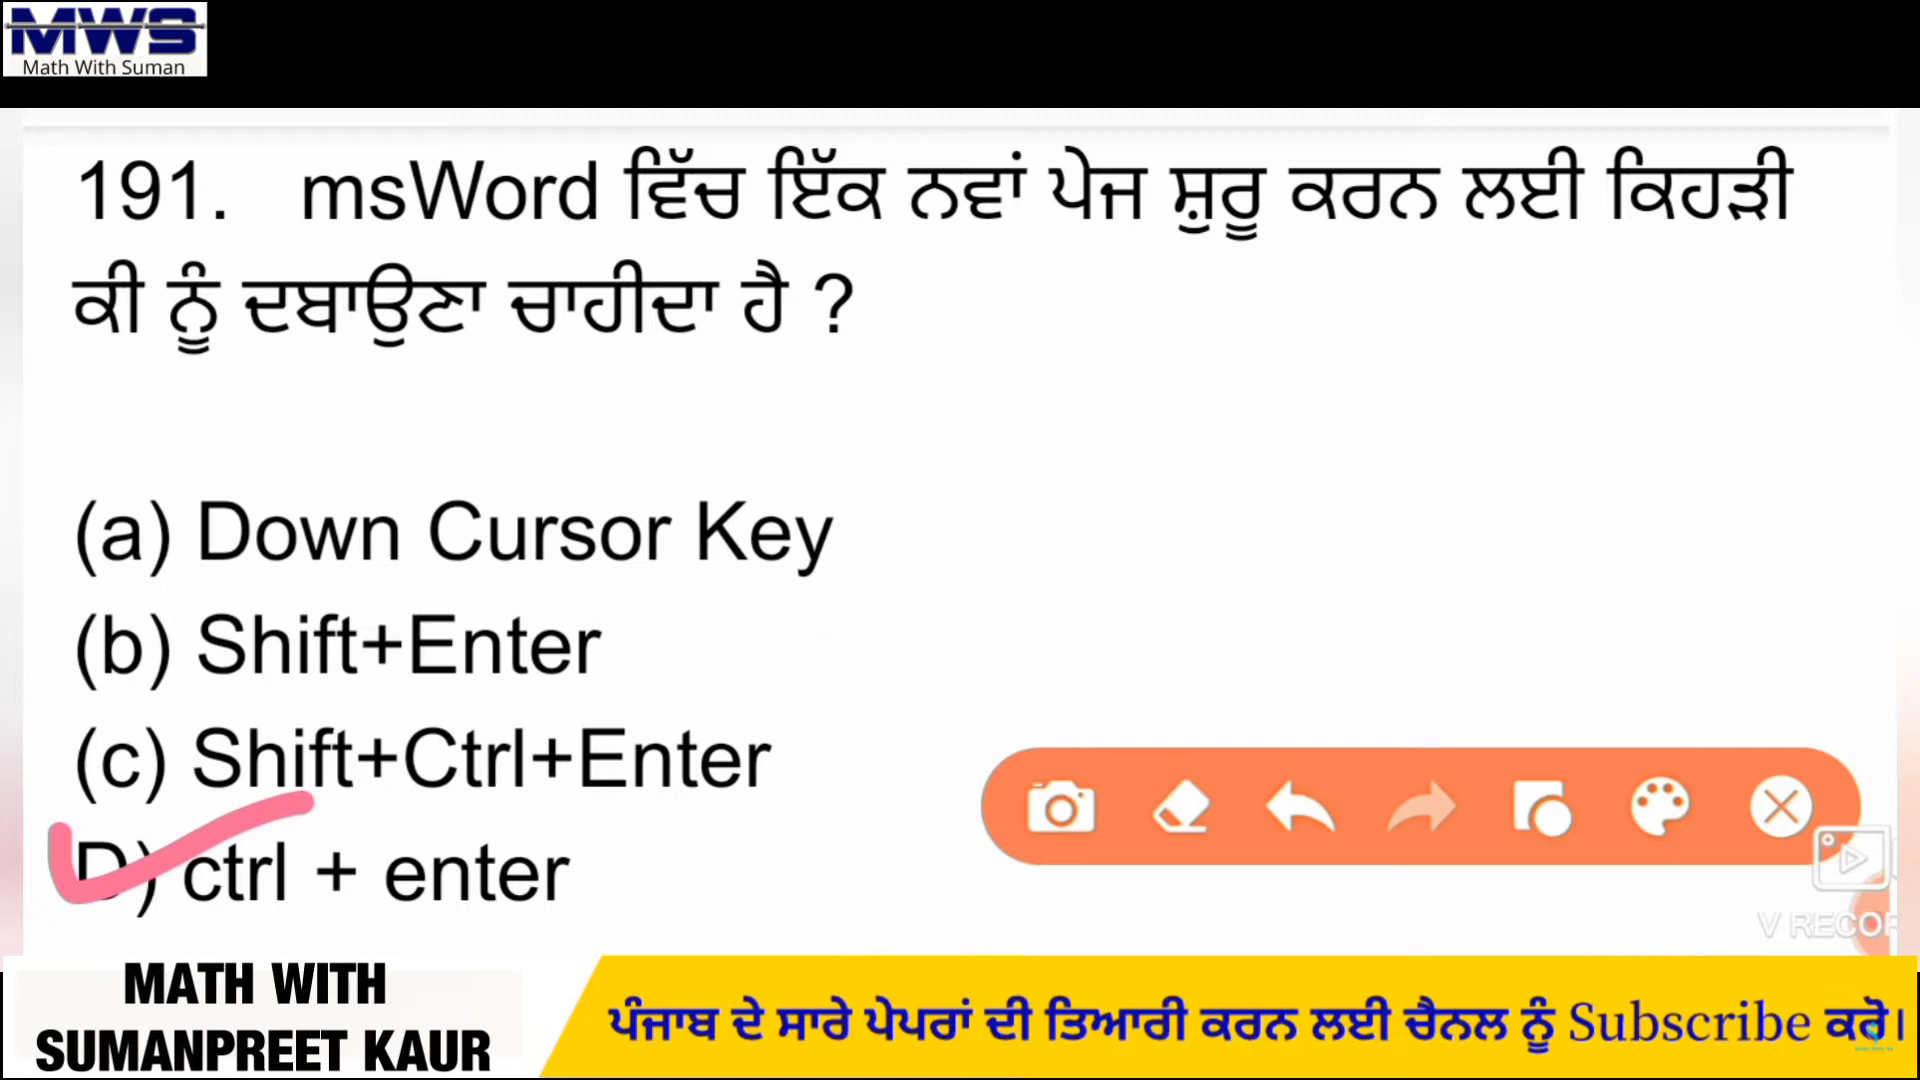 MWS
Math With Suman
191. msWord ਵਿੱਚ ਇੱਕ ਨਵਾਂ ਪੇਜ ਸ਼ੁਰੂ ਕਰਨ ਲਈ ਕਿਹੜੀ
ਕੀ ਨੂੰ ਦਬਾਉਣਾ ਚਾਹੀਦਾ ਹੈ ?
(a) Down Cursor Key
(b) Shift+Enter
(c) Shift+Ctrl+Enter
D) ctrl + enter
V RECOR
MATH WITH
SUMANPREET KAUR
ਪੰਜਾਬ ਦੇ ਸਾਰੇ ਪੇਪਰਾਂ ਦੀ ਤਿਆਰੀ ਕਰਨ ਲਈ ਚੈਨਲ ਨੂੰ Subscribe ਕਰੋ।